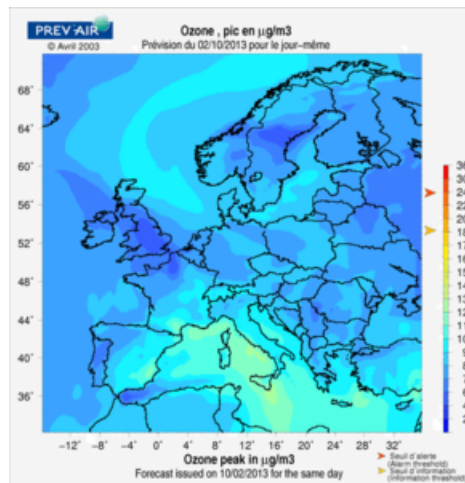 PREV'AIR
© Avril 2003
Ozone , pic en µg/m3
Prévision du 02/10/2013 pour le jour-même
68°
64°
60°
56°
52°
48°
44°
40°
36°
−12° −8° −4° 0° 4° 8° 12° 16° 20° 24° 28° 32°
Ozone peak in µg/m3
Forecast issued on 10/02/2013 for the same day
Seuil d'alerte
(Alarm threshold)
Seuil d'information
(Information threshold)